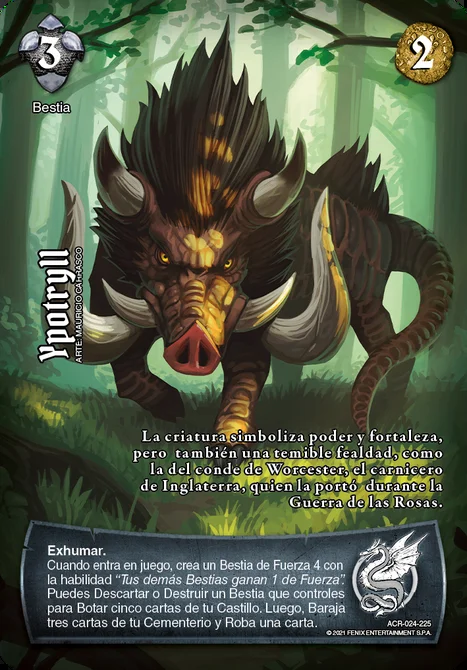 3
2
Bestia
Ypotryll
ARTE: MAURICIO CARRASCO
La criatura simboliza poder y fortaleza,
pero también una temible fealdad, como
la del conde de Worcester, el carnicero
de Inglaterra, quien la portó durante la
Guerra de las Rosas.
Exhumar.
Cuando entra en juego, crea un Bestia de Fuerza 4 con
la habilidad “Tus demás Bestias ganan 1 de Fuerza”.
Puedes Descartar o Destruir un Bestia que controles
para Botar cinco cartas de tu Castillo. Luego, Baraja
tres cartas de tu Cementerio y Roba una carta.
ACR-024-225
©2021 FENIX ENTERTAINMENT S.P.A.